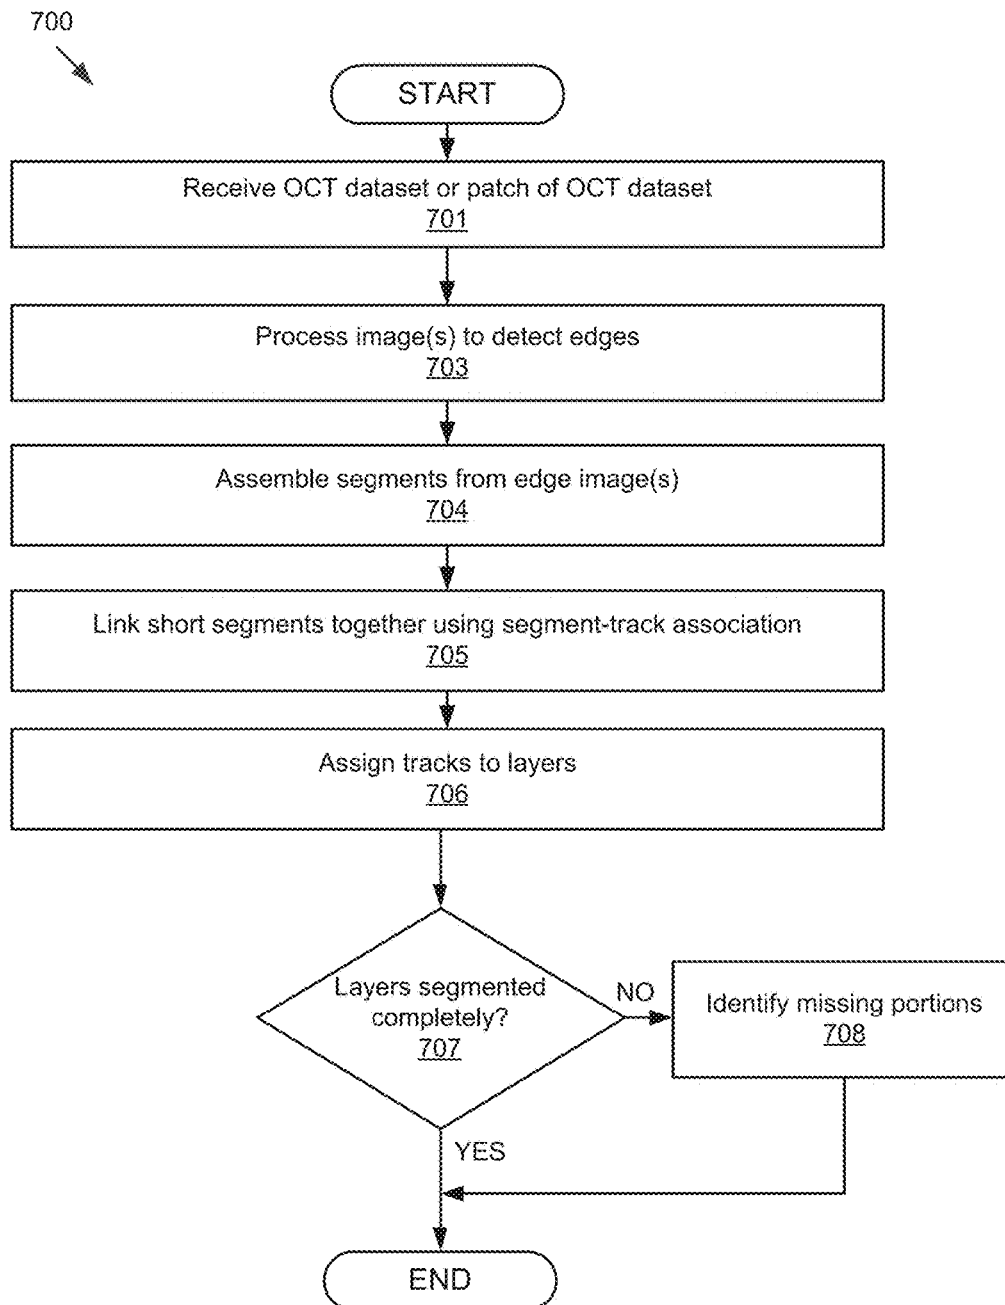 700
START
Receive OCT dataset or patch of OCT dataset
701
Process image(s) to detect edges
703
Assemble segments from edge image(s)
704
Link short segments together using segment-track association
705
Assign tracks to layers
706
Layers segmented
completely?
707
NO
Identify missing portions
708
YES
END